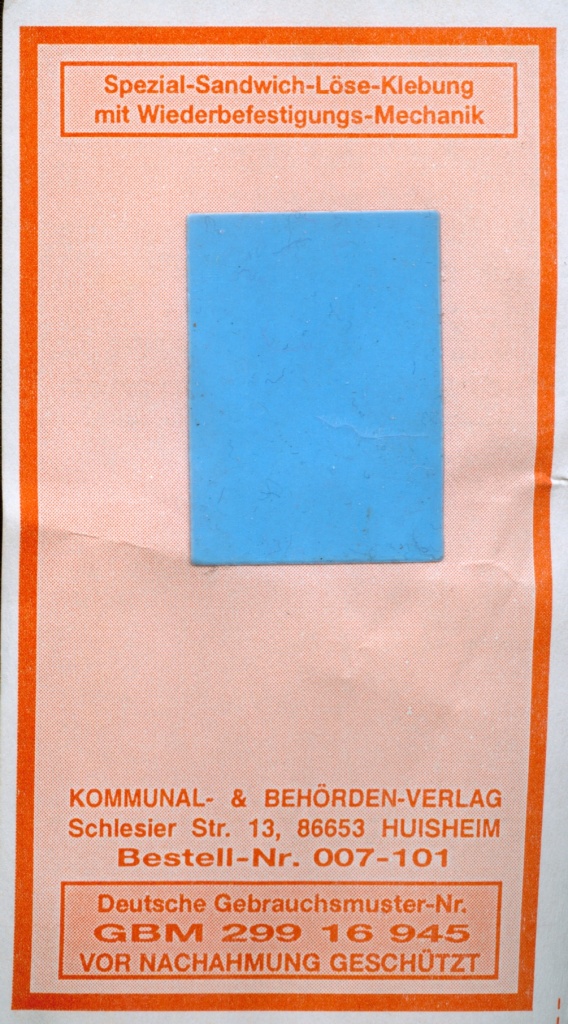 Spezial-Sandwich-Löse-Klebung
mit Wiederbefestigungs-Mechanik
KOMMUNAL- & BEHÖRDEN-VERLAG
Schlesier Str. 13, 86653 HUISHEIM
Bestell-Nr. 007-101
Deutsche Gebrauchsmuster-Nr.
GBM 299 16 945
VOR NACHAHMUNG GESCHÜTZT